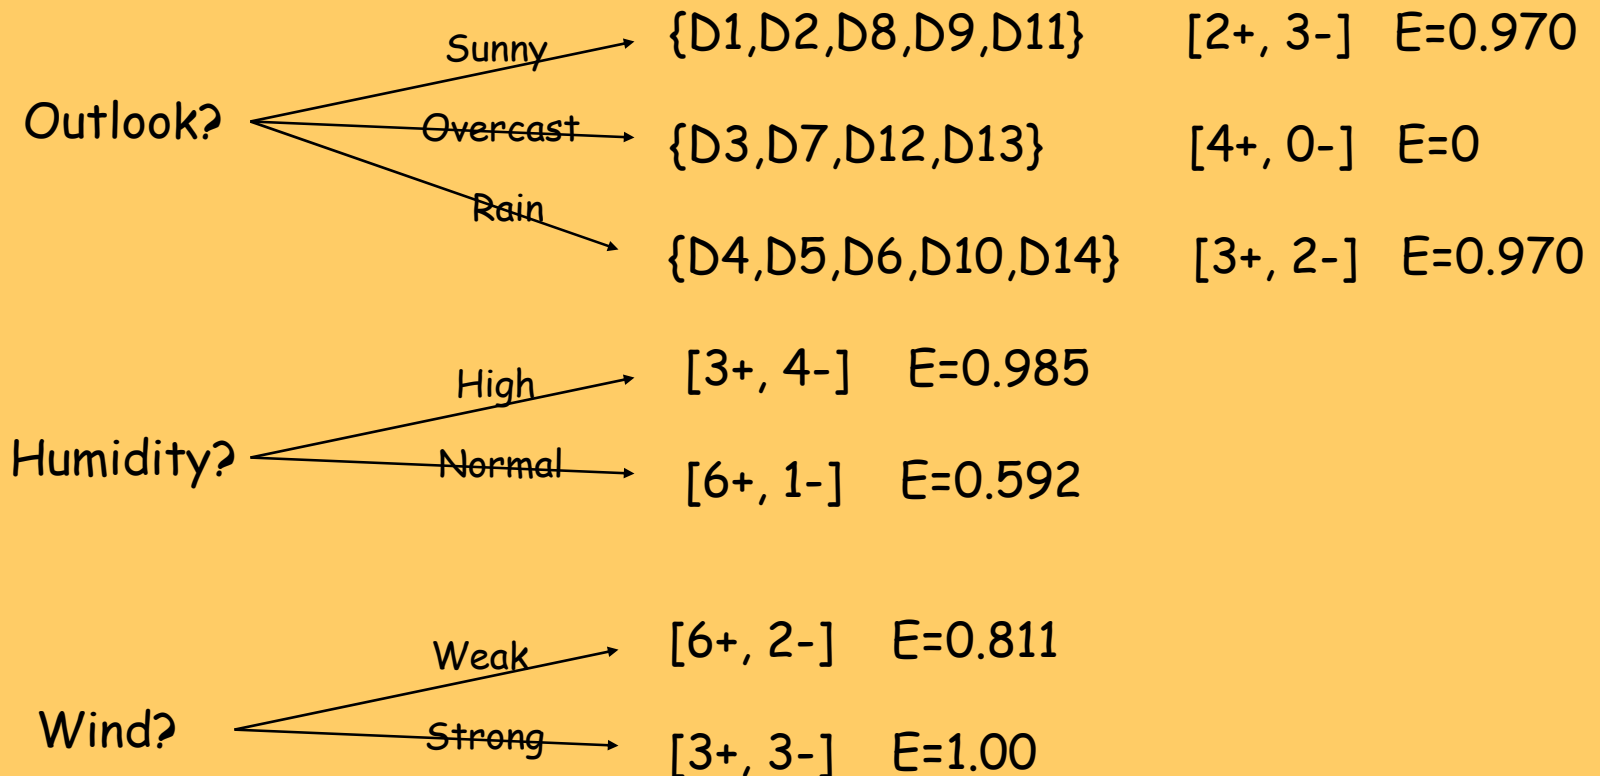 Sunny {D1,D2,D8,D9,D11} [2+, 3-] E=0.970
Outlook? Overcast {D3,D7,D12,D13} [4+, 0-] E=0
Rain
{D4,D5,D6,D10,D14} [3+, 2-] E=0.970
High [3+, 4-] E=0.985
Humidity? Normal [6+, 1-] E=0.592
Weak [6+, 2-] E=0.811
Wind? Strong [3+, 3-] E=1.00